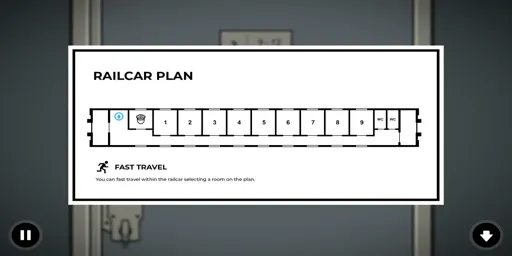 RAILCAR PLAN
1 2 3 4 5 6 7 8 9 WC WC
FAST TRAVEL
You can fast travel within the railcar selecting a room on the plan.